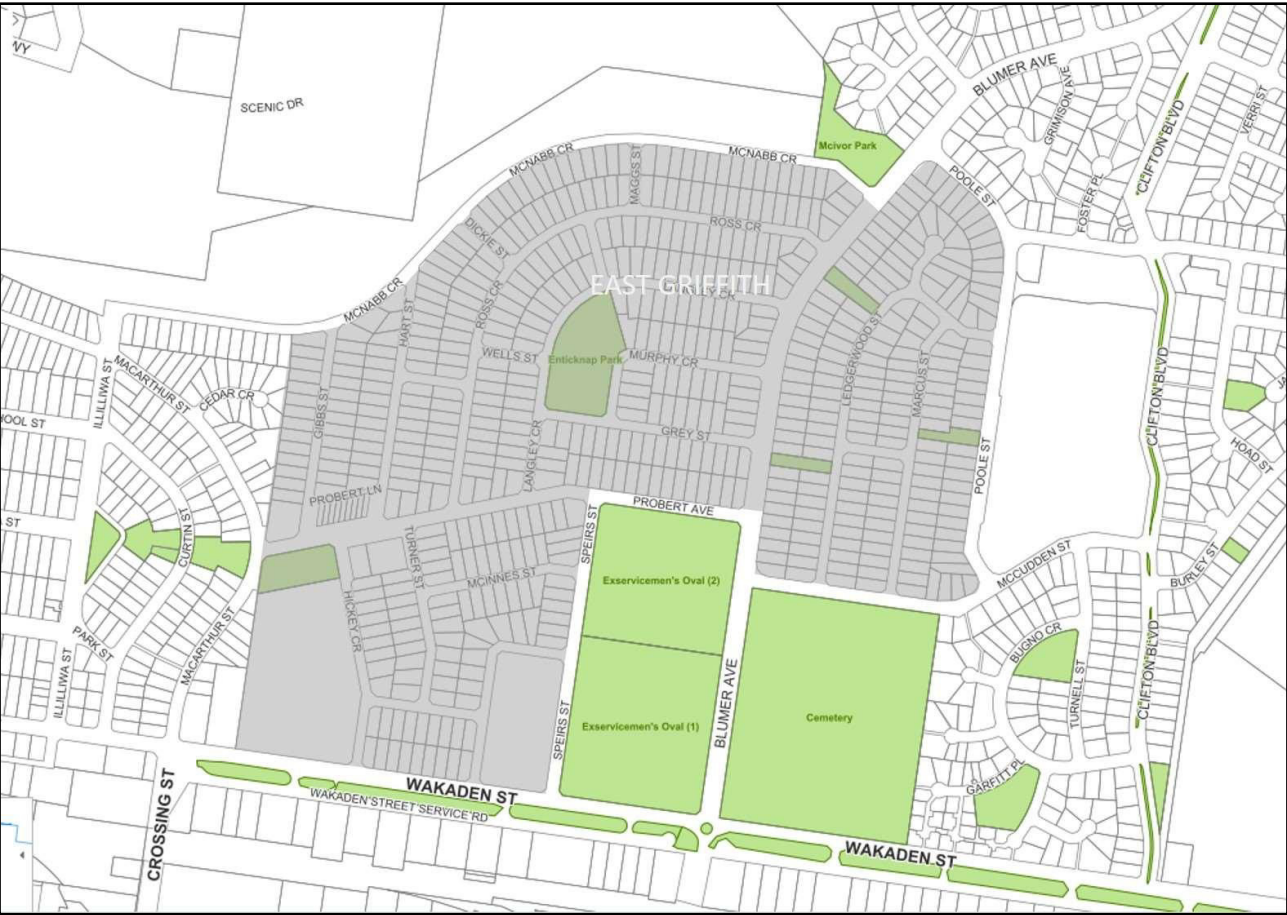 WY
SCENIC DR
BLUMER AVE
GRIMISON AVE
VERRI ST
CLIFTON BLVD
Mcivor Park
MCNABB CR
MAGGS ST
MCNABB CR
POOLE ST
FOSTER PL
DICKIE ST
ROSS CR
EAST GRIFFITH
ROSS CR
MCNABB CR
HART ST
WELLS ST
Enticknap Park
MURPHY CR
LEDGERWOOD ST
MARCUS ST
CLIFTON BLVD
MACARTHUR ST
ILLILLIWA ST
CEDAR CR
GIBBS ST
GREY ST
LANGLEY CR
POOLE ST
HOAD ST
PROBERT LN
PROBERT AVE
SPEIRS ST
CURTIN ST
TURNER ST
MCINNES ST
Exservicemen's Oval (2)
MCCUDDEN ST
BURLEY ST
HICKEY CR
PARK ST
MACARTHUR ST
ILLILLIWA ST
BUGNO CR
TURNELL ST
CLIFTON BLVD
SPEIRS ST
Exservicemen's Oval (1)
BLUMER AVE
Cemetery
GARFITT PL
CROSSING ST
WAKADEN ST
WAKADEN STREET SERVICE RD
WAKADEN ST